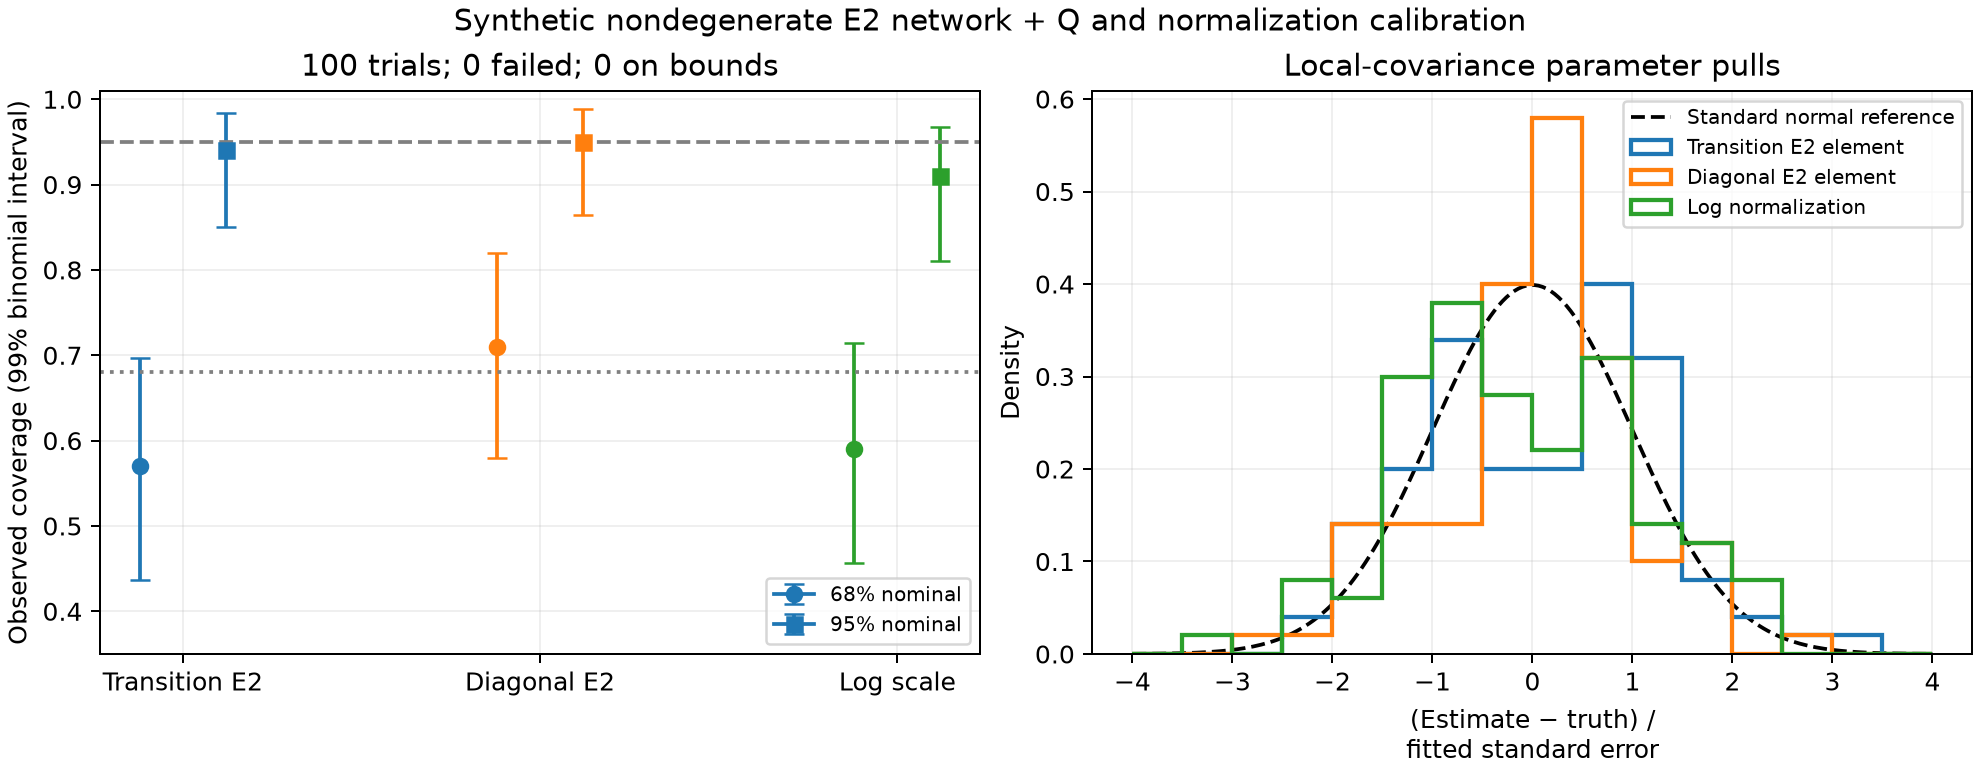 Synthetic nondegenerate E2 network + Q and normalization calibration
100 trials; 0 failed; 0 on bounds
Observed coverage (99% binomial interval)
1.0
0.9
0.8
0.7
0.6
0.5
0.4
Transition E2
Diagonal E2
Log scale
68% nominal
95% nominal
Local-covariance parameter pulls
Density
0.6
0.5
0.4
0.3
0.2
0.1
0.0
−4
−3
−2
−1
0
1
2
3
4
(Estimate − truth) /
fitted standard error
Standard normal reference
Transition E2 element
Diagonal E2 element
Log normalization